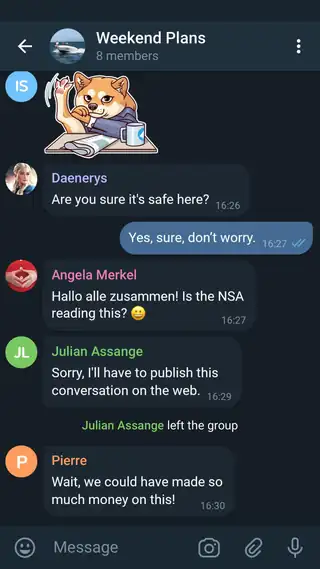 Weekend Plans
8 members
IS
Daenerys
Are you sure it's safe here? 16:26
Yes, sure, don’t worry. 16:27
Angela Merkel
Hallo alle zusammen! Is the NSA
reading this? 😀
16:27
JL
Julian Assange
Sorry, I'll have to publish this
conversation on the web. 16:29
Julian Assange left the group
P
Pierre
Wait, we could have made so
much money on this! 16:30
Message